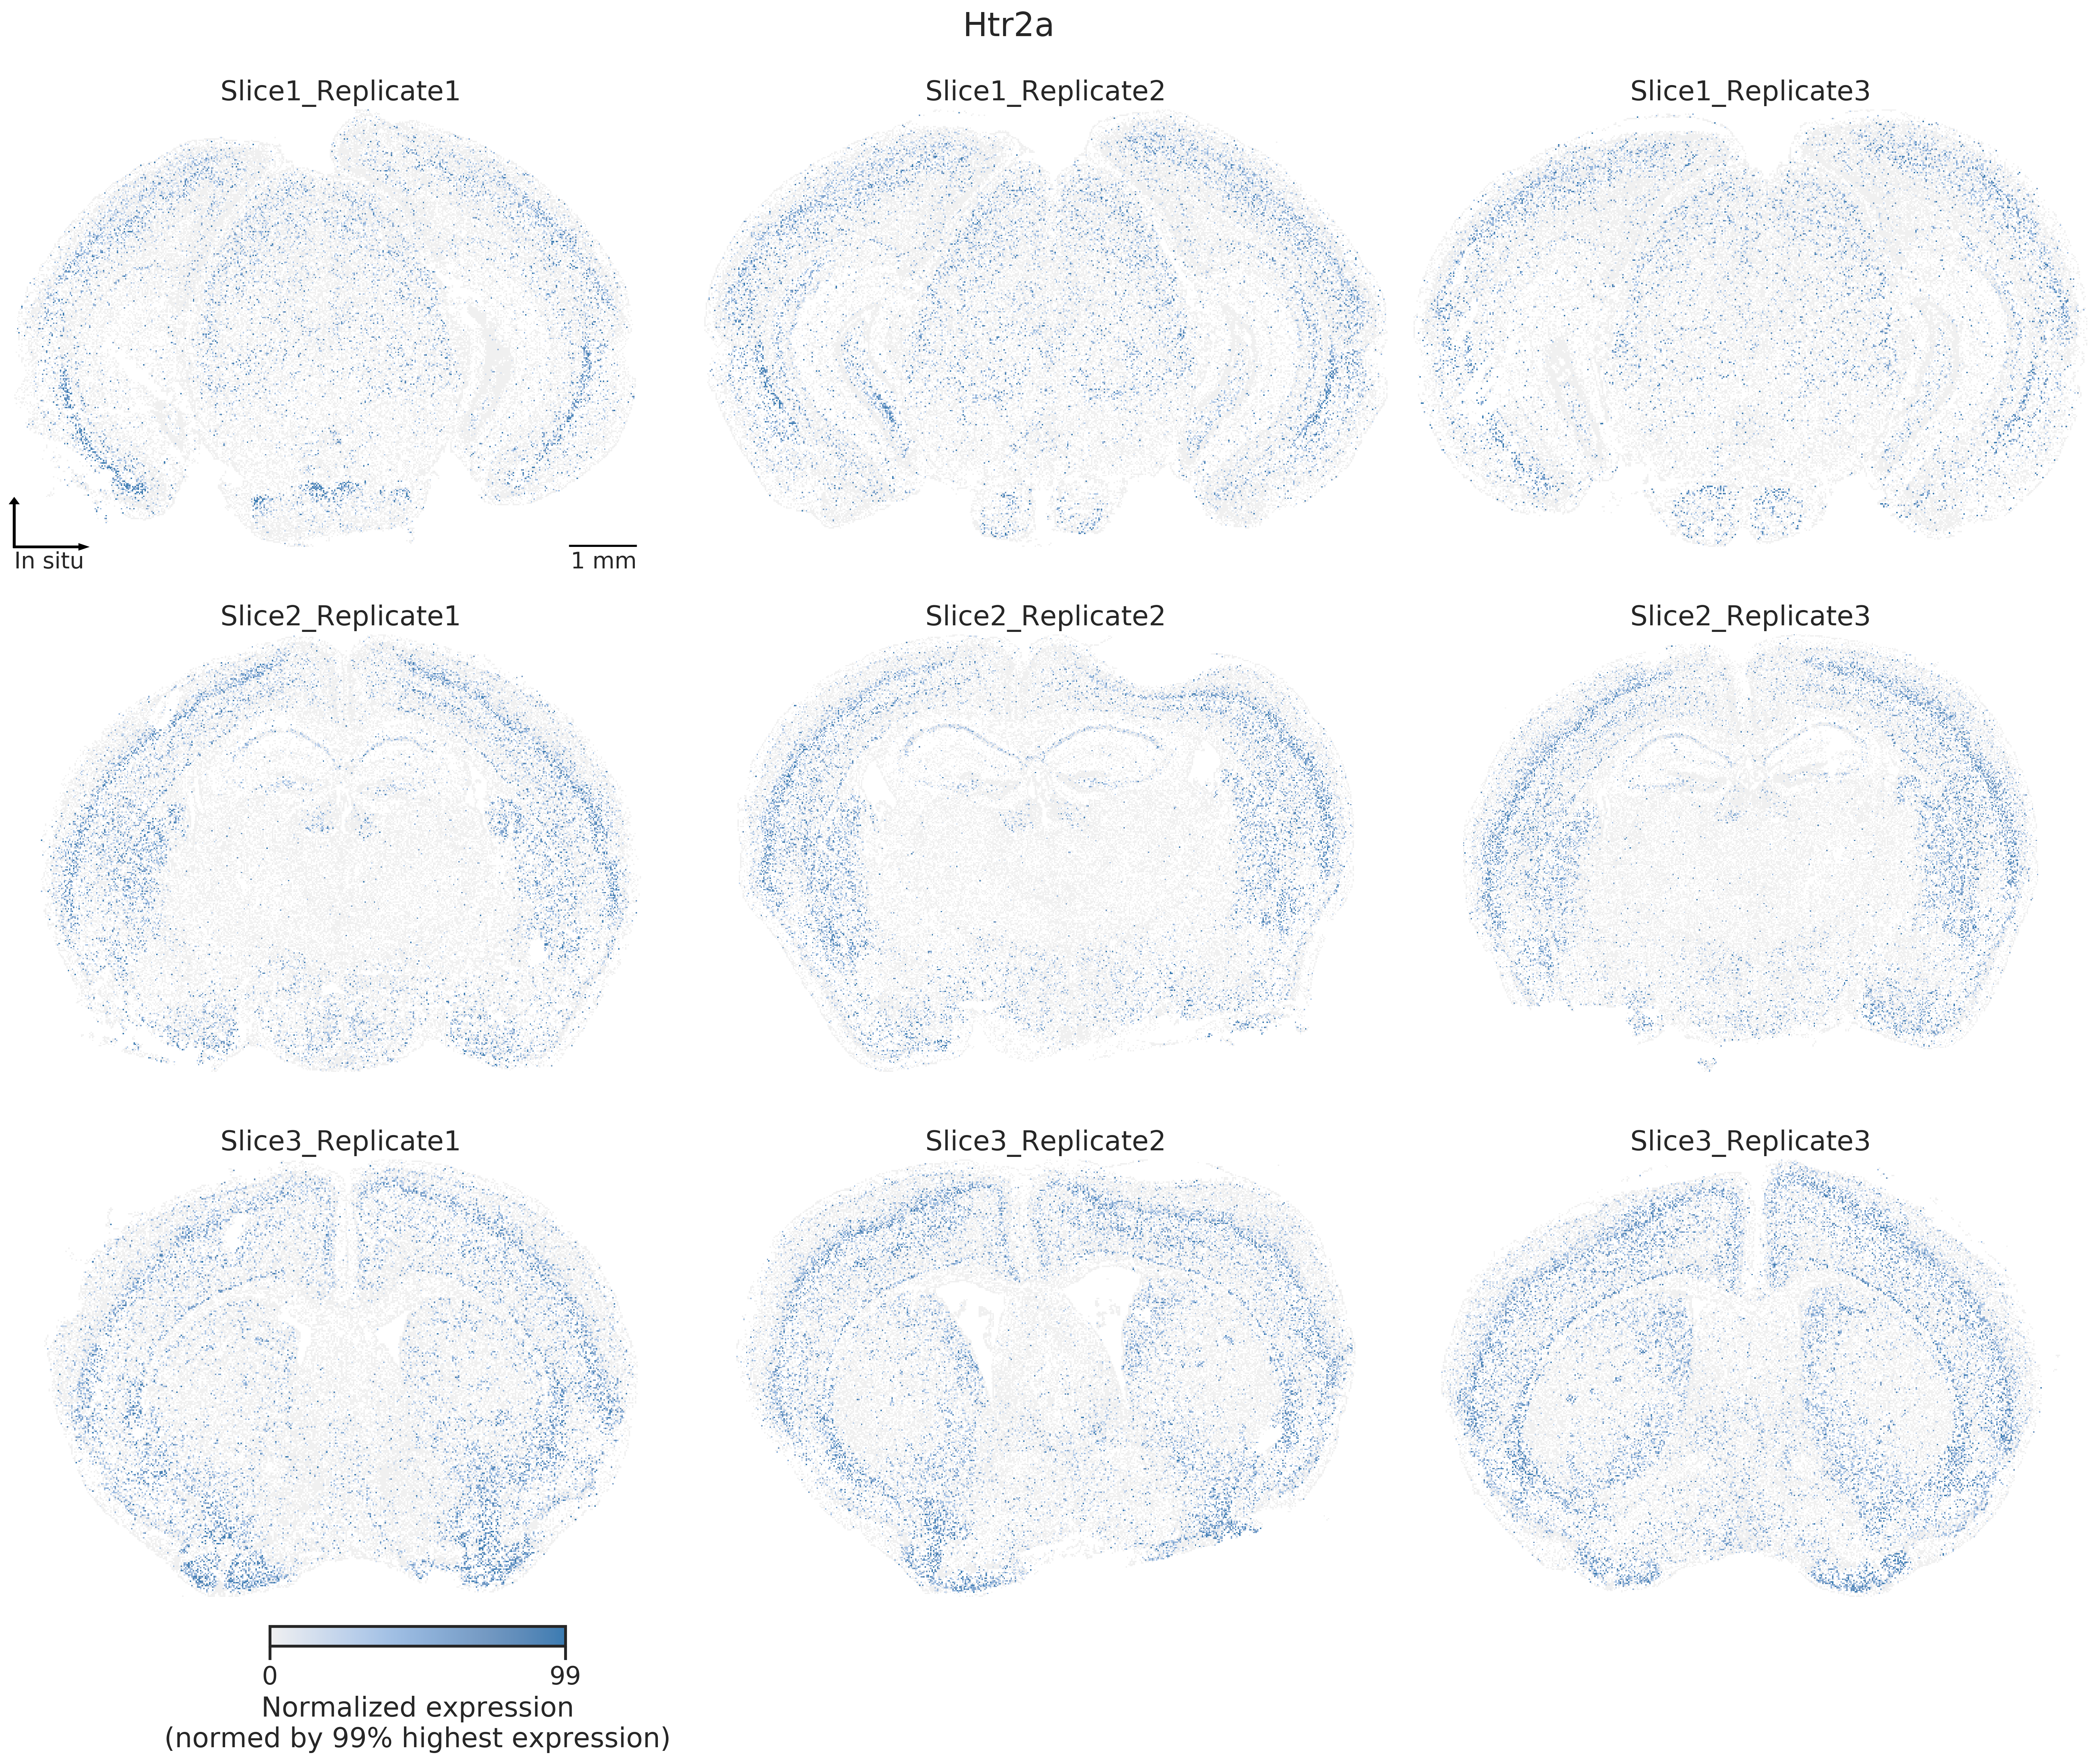 Htr2a
Slice1_Replicate1
Slice1_Replicate2
Slice1_Replicate3
In situ
1 mm
Slice2_Replicate1
Slice2_Replicate2
Slice2_Replicate3
Slice3_Replicate1
Slice3_Replicate2
Slice3_Replicate3
0
99
Normalized expression
(normed by 99% highest expression)